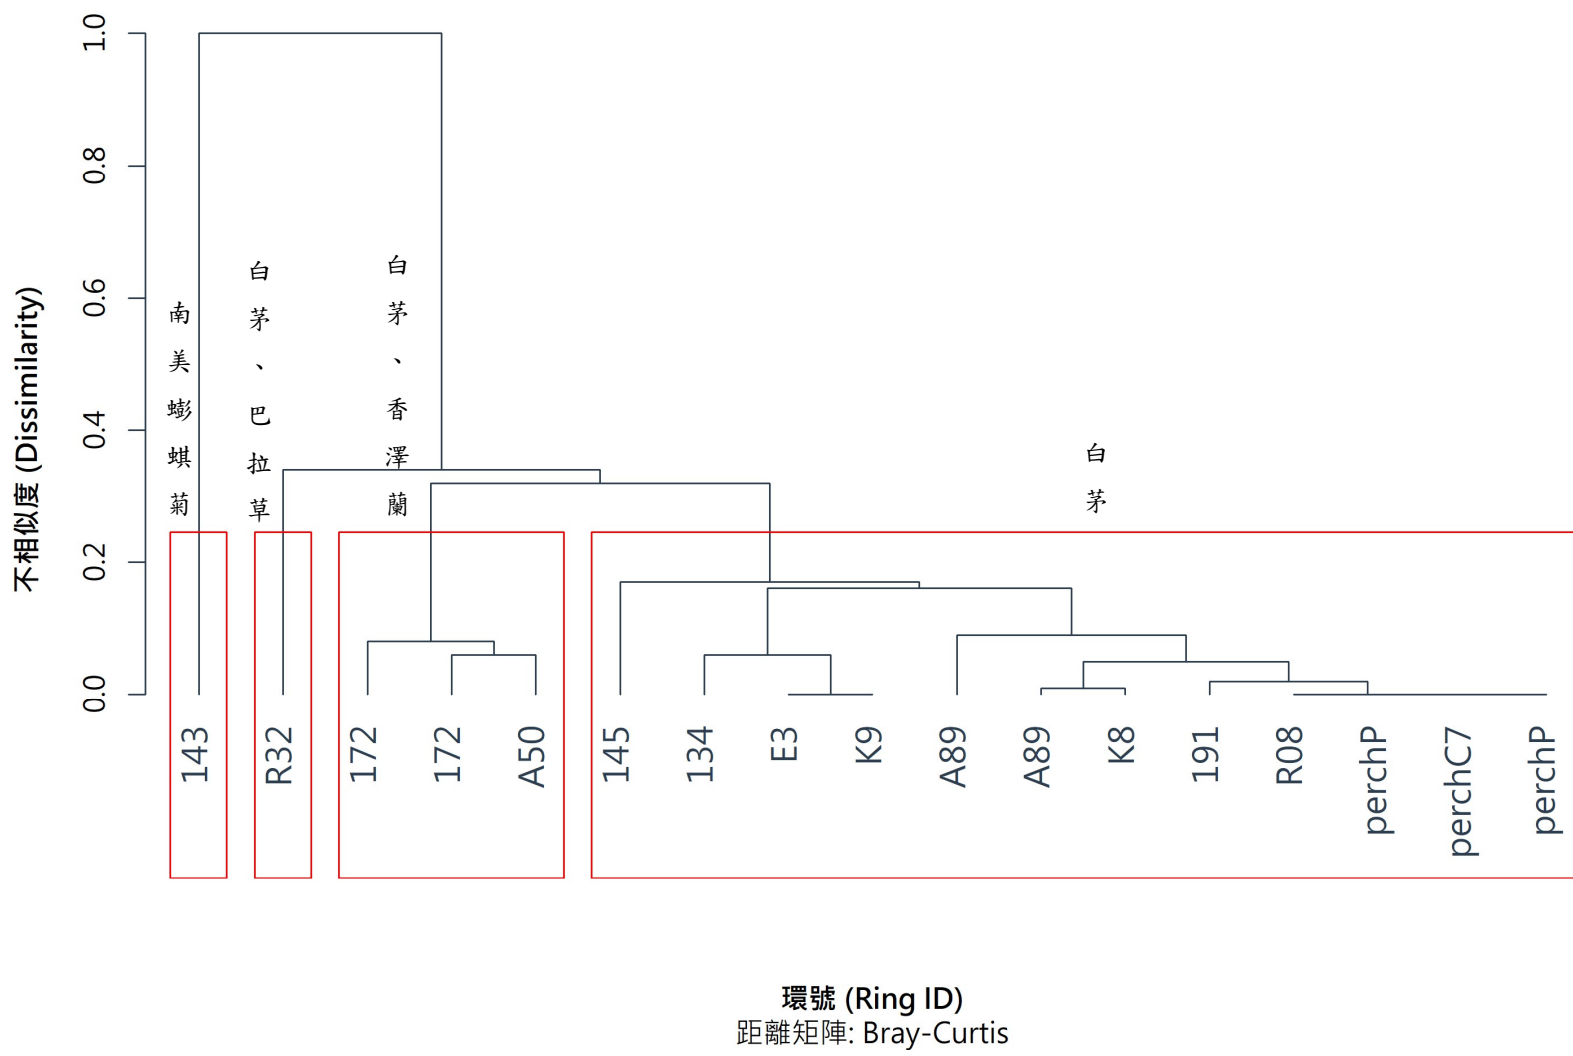 不相似度 (Dissimilarity)
1.0
0.8
0.6
0.4
0.2
0.0
南美蟛蜞菊
白茅、巴拉草
白茅、香澤蘭
白茅
143
R32
172
172
A50
145
134
E3
K9
A89
A89
K8
191
R08
perchP
perchC7
perchP
環號 (Ring ID)
距離矩陣: Bray-Curtis